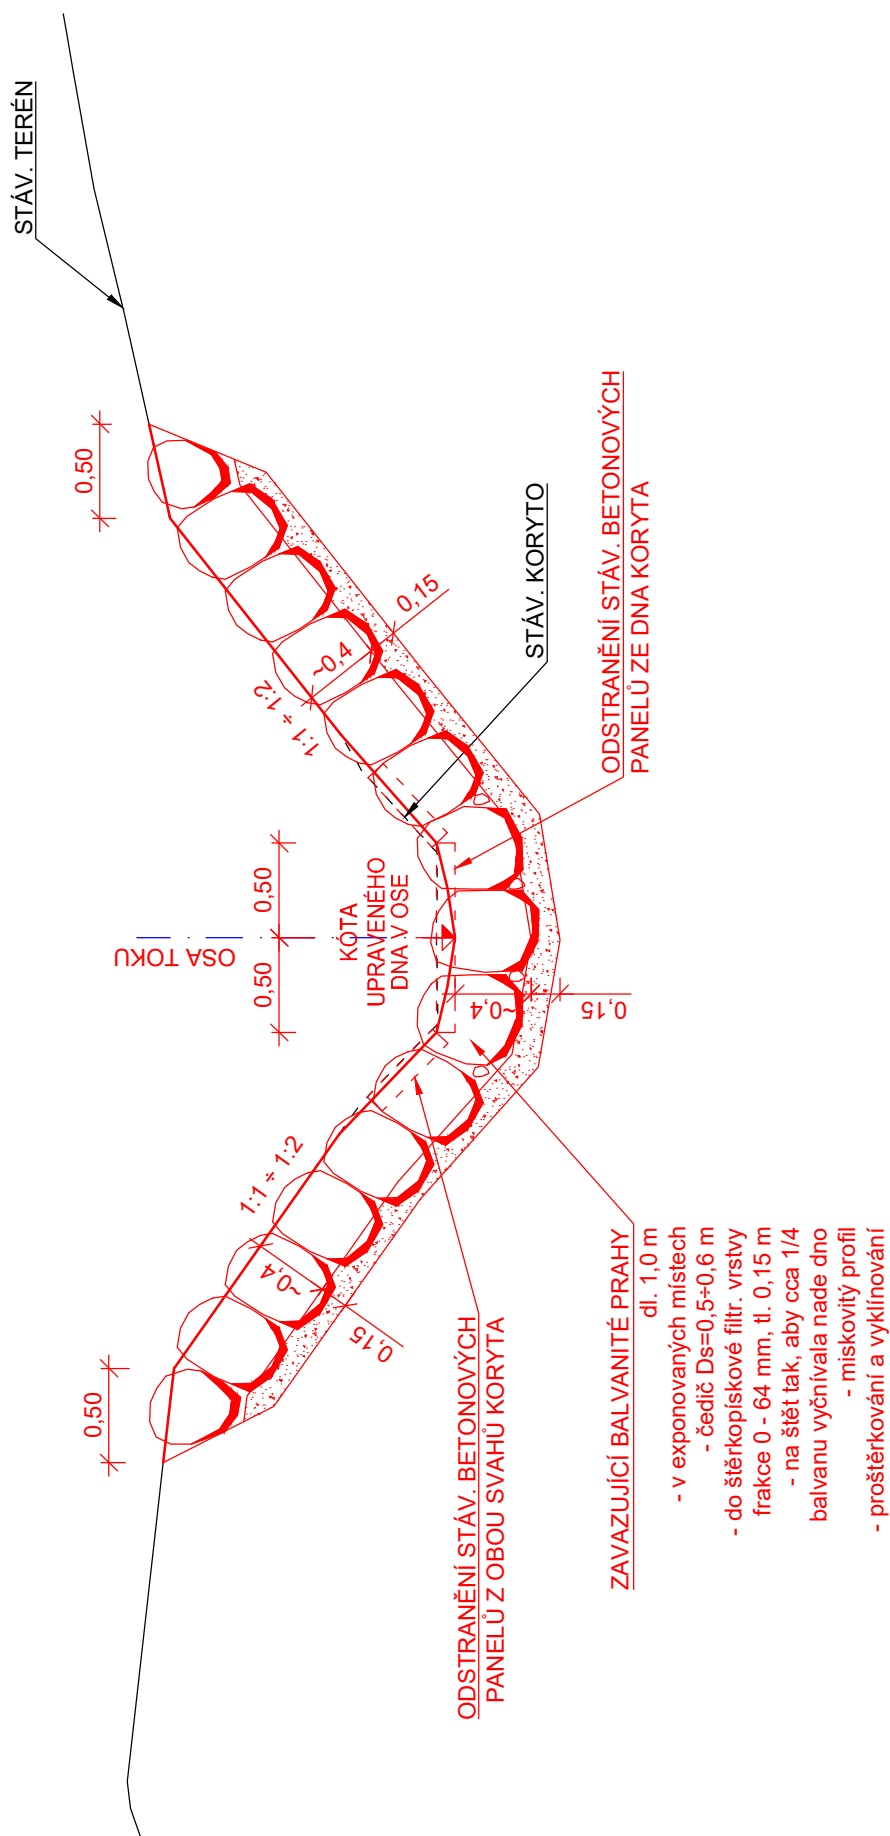 STÁV. TERÉN
0,50
0,50
0,50
0,50
OSA TOKU
KOTA
UPRAVENÉHO
DNA V OSE
1:1 ÷ 1:2
1:1 ÷ 1:2
~0,4
0,15
~0,4
0,15
~0,4
0,15
STÁV. KORYTO
ODSTRANĚNÍ STÁV. BETONOVÝCH
PANELŮ ZE DNA KORYTA
ODSTRANĚNÍ STÁV. BETONOVÝCH
PANELŮ Z OBOU SVAHŮ KORYTA
ZAVAZUJÍCÍ BALVANITÉ PRAHY
dl. 1,0 m
- v exponovaných místech
- čedič Ds=0,5÷0,6 m
- do štěrkopískové filtr. vrstvy
frakce 0 - 64 mm, tl. 0,15 m
- na štět tak, aby cca 1/4
balvanu vyčnívala nade dno
- miskovitý profil
- proštěrkování a vyklínování